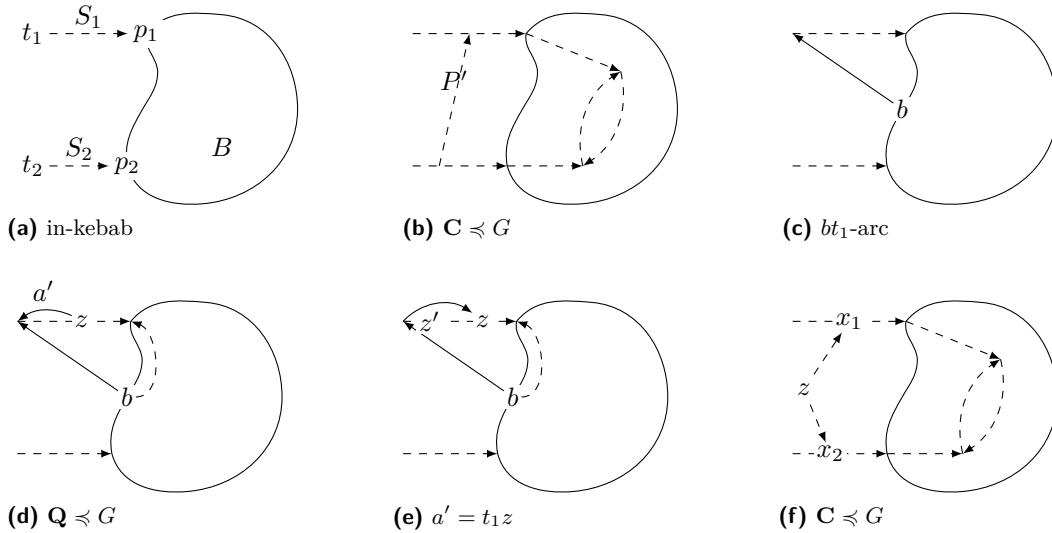 S₁
t₁ p₁
S₂
t₂ p₂ B
(a) in-kebab
P′
(b) C ≼ G
b
(c) bt₁-arc
a′
z
b
(d) Q ≼ G
z′ z
b
(e) a′ = t₁z
x₁
z
x₂
(f) C ≼ G